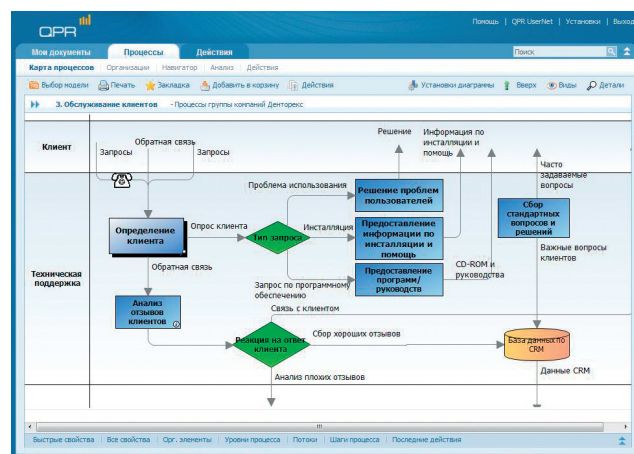 QPR
Помощь | QPR UserNet | Установки | Выход
Мои документы Процессы Действия
Поиск
Карта процессов Организации Навигатор Анализ Действия
Выбор модели Печать Закладка Добавить в корзину Действия Установки диаграммы Вверх Виды Детали
3. Обслуживание клиентов - Процессы группы компаний Денторекс
Клиент
Обратная связь
Запросы
Запросы
Решение
Информация по
инсталляции и
помощь
Часто
задаваемые
вопросы
Техническая
поддержка
Определение
клиента
Опрос клиента
Тип запроса
Проблема использования
Решение проблем
пользователей
Инсталляция
Предоставление
информации по
инсталляции и
помощь
Запрос по программному
обеспечению
Предоставление
программ/
руководств
CD-ROM и
руководства
Сбор
стандартных
вопросов и
решений
Важные вопросы
клиентов
Обратная связь
Анализ
отзывов
клиентов
Связь с клиентом
Реакция на ответ
клиента
Сбор хороших отзывов
База данных по
CRM
Анализ плохих отзывов
Данные CRM
Быстрые свойства | Все свойства | Орг. элементы | Уровни процесса | Потоки | Шаги процесса | Последние действия